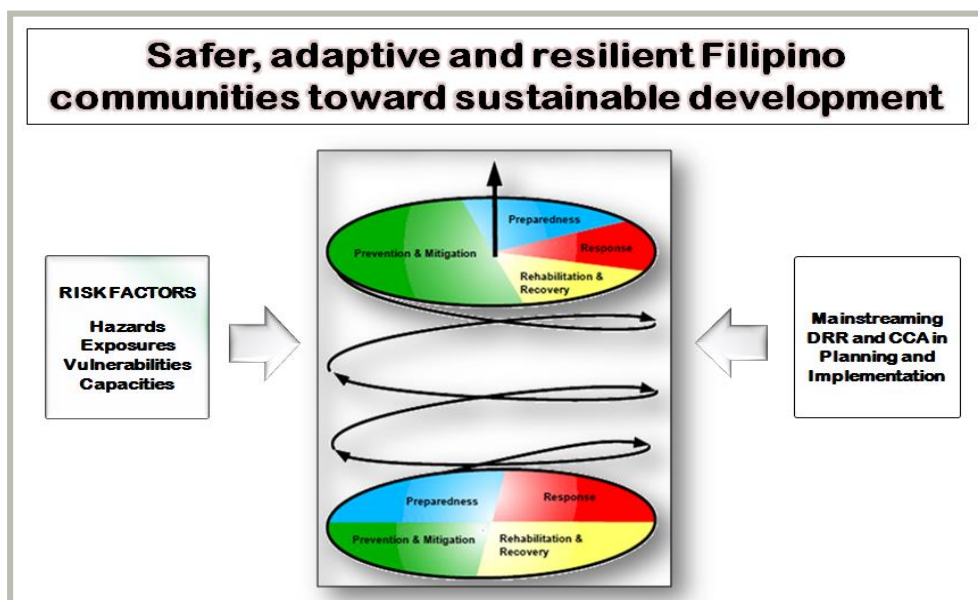 Safer, adaptive and resilient Filipino
communities toward sustainable development
Preparedness
Response
Prevention & Mitigation
Rehabilitation &
Recovery
RISK FACTORS
Hazards
Exposures
Vulnerabilities
Capacities
Mainstreaming
DRR and CCA in
Planning and
Implementation
Preparedness
Response
Prevention & Mitigation
Rehabilitation &
Recovery